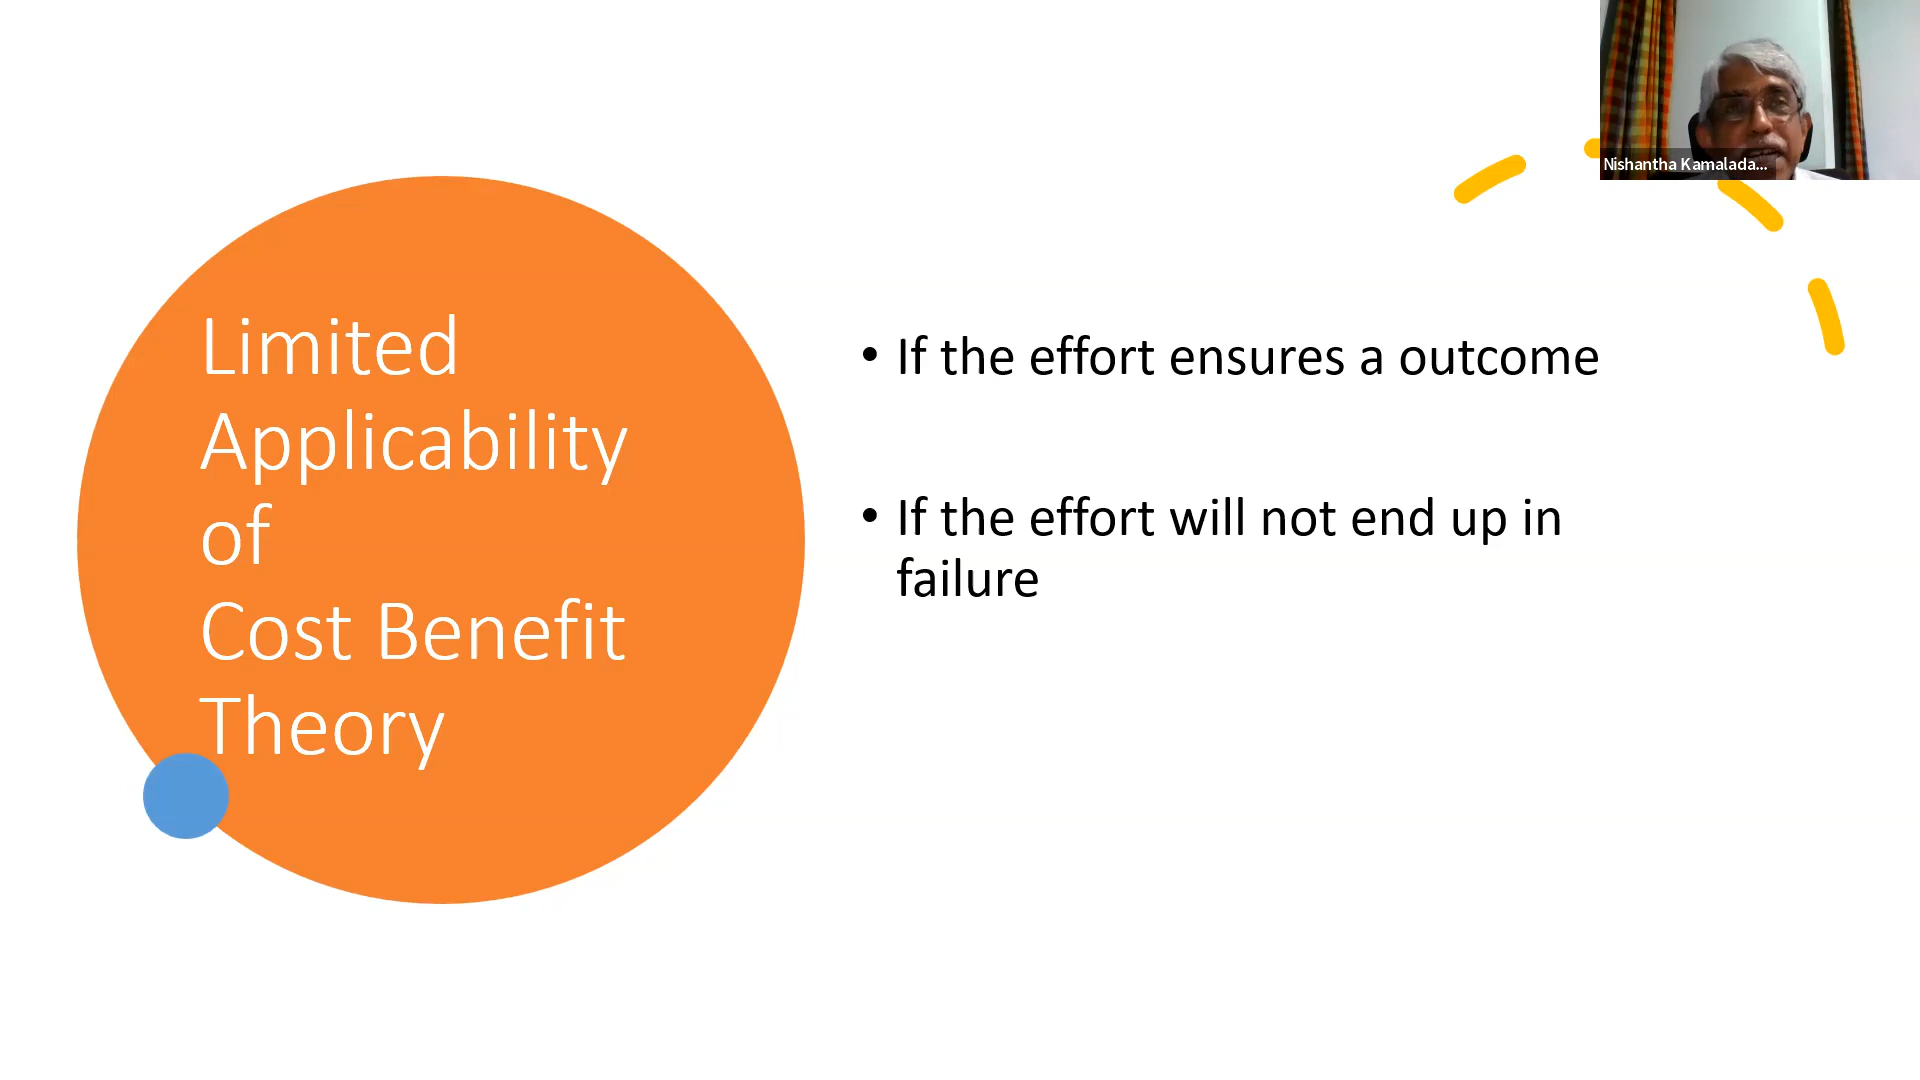 Limited
Applicability
of
Cost Benefit
Theory
• If the effort ensures a outcome
• If the effort will not end up in
failure
Nishantha Kamalada...